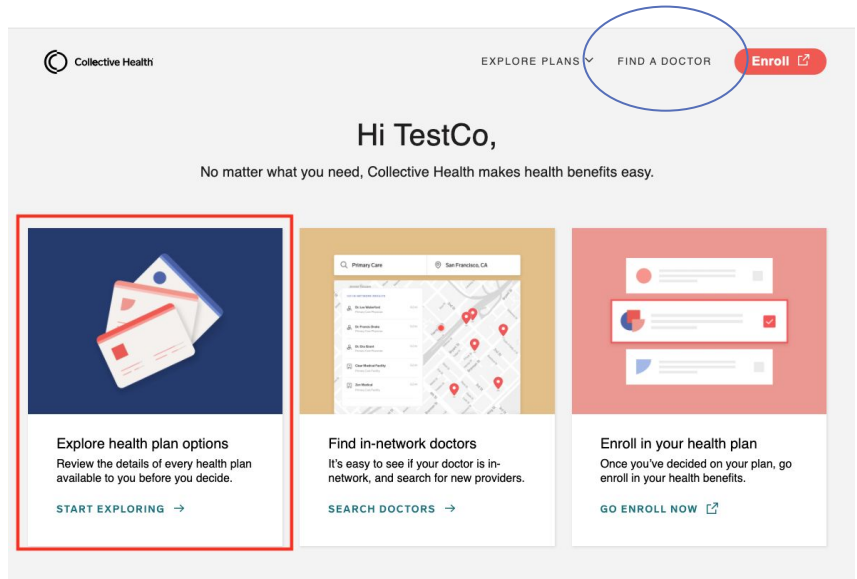 Collective Health
EXPLORE PLANS
FIND A DOCTOR
Enroll
Hi TestCo,
No matter what you need, Collective Health makes health benefits easy.
Primary Care
San Francisco, CA
Explore health plan options
Review the details of every health plan
available to you before you decide.
START EXPLORING
Find in-network doctors
It's easy to see if your doctor is in-
network, and search for new providers.
SEARCH DOCTORS
Enroll in your health plan
Once you've decided on your plan, go
enroll in your health benefits.
GO ENROLL NOW